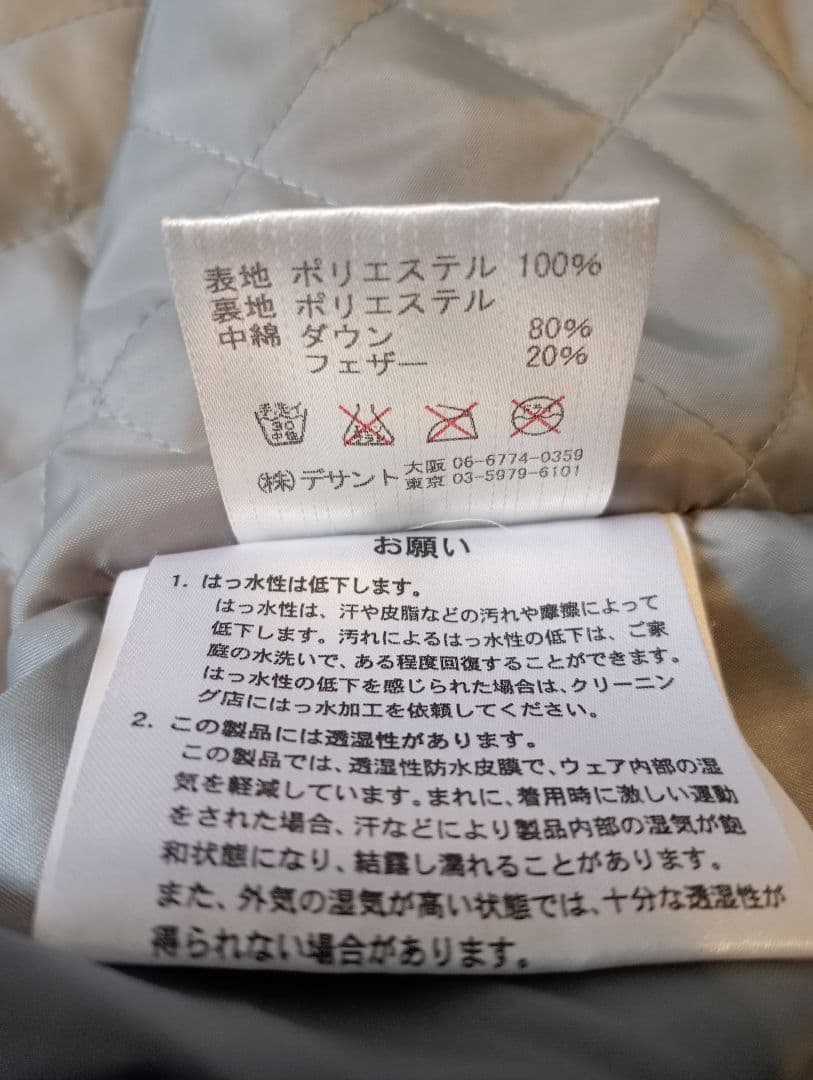 表地 ポリエステル 100%
裏地 ポリエステル
中綿 ダウン 80%
フェザー 20%
手洗イ
30
中性
(株)デサント 大阪 06-6774-0359
東京 03-5979-6101
お願い
1. はっ水性は低下します。
はっ水性は、汗や皮脂などの汚れや摩擦によって
低下します。汚れによるはっ水性の低下は、ご家
庭の水洗いで、ある程度回復することができます。
はっ水性の低下を感じられた場合は、クリーニン
グ店にはっ水加工を依頼してください。
2. この製品には透湿性があります。
この製品では、透湿性防水皮膜で、ウェア内部の湿
気を軽減しています。まれに、着用時に激しい運動
をされた場合、汗などにより製品内部の湿気が飽
和状態になり、結露し濡れることがあります。
また、外気の湿気が高い状態では、十分な透湿性が
得られない場合があります。